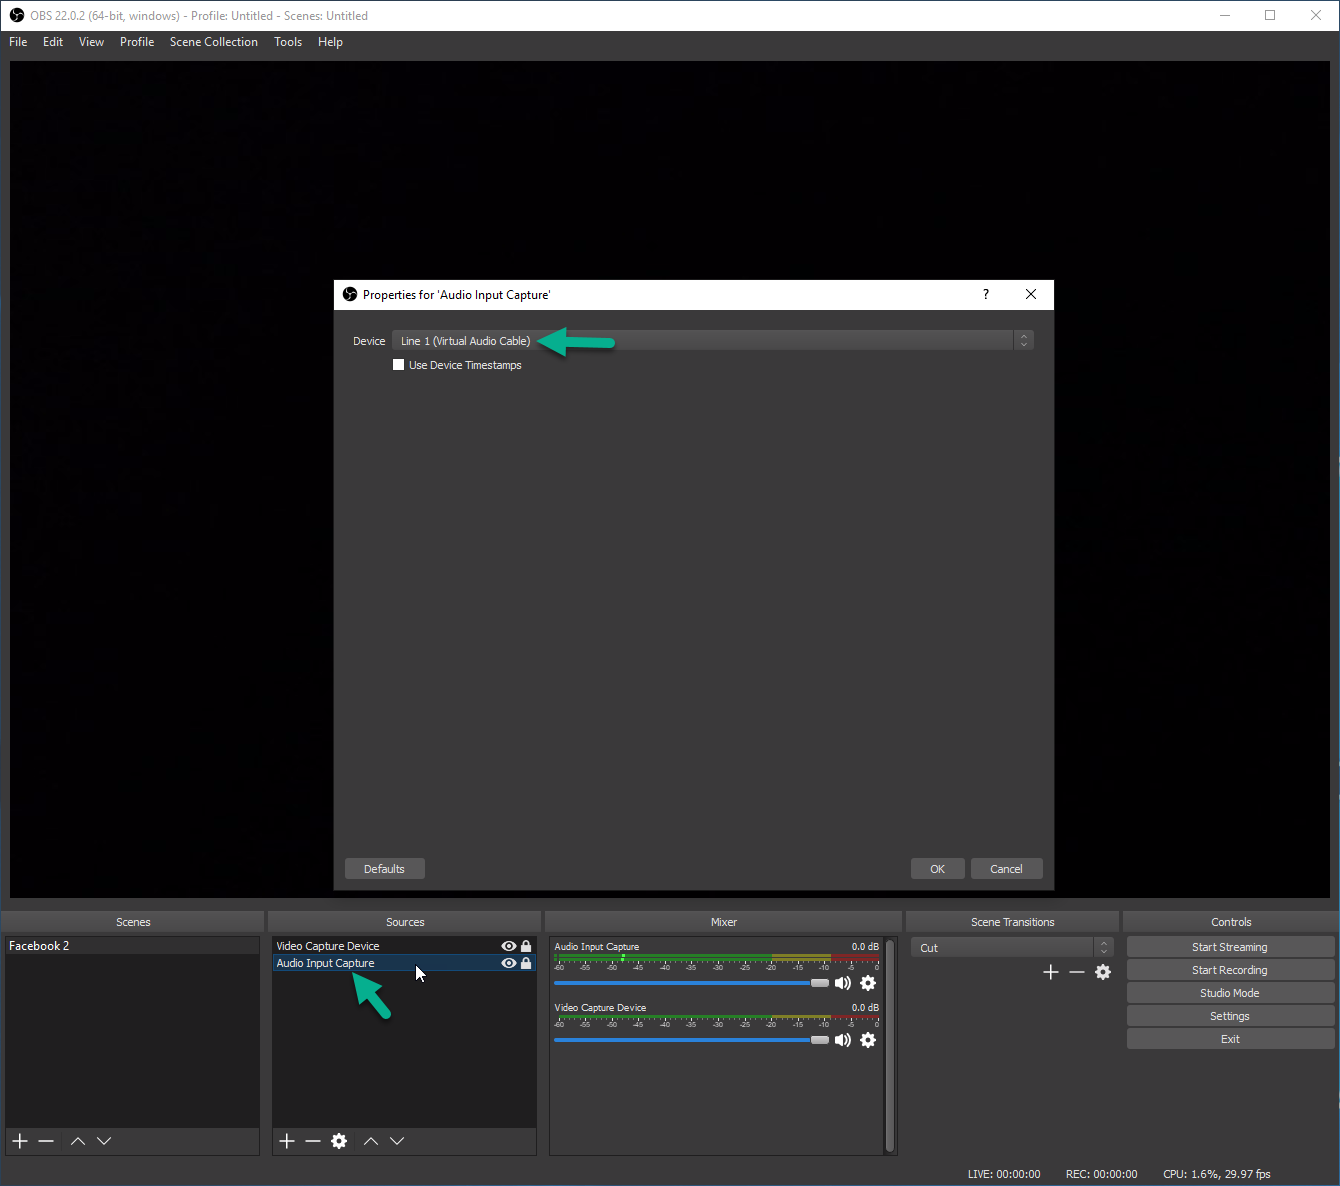 OBS 22.0.2 (64-bit, windows) - Profile: Untitled - Scenes: Untitled
File Edit View Profile Scene Collection Tools Help
Properties for 'Audio Input Capture'
?
Device Line 1 (Virtual Audio Cable)
Use Device Timestamps
Defaults OK Cancel
Scenes Sources Mixer Scene Transitions Controls
Facebook 2
Video Capture Device
Audio Input Capture
Audio Input Capture 0.0 dB
-60 -55 -50 -45 -40 -35 -30 -25 -20 -15 -10 -5 0
Video Capture Device 0.0 dB
-60 -55 -50 -45 -40 -35 -30 -25 -20 -15 -10 -5 0
Cut
Start Streaming
Start Recording
Studio Mode
Settings
Exit
LIVE: 00:00:00 REC: 00:00:00 CPU: 1.6%, 29.97 fps